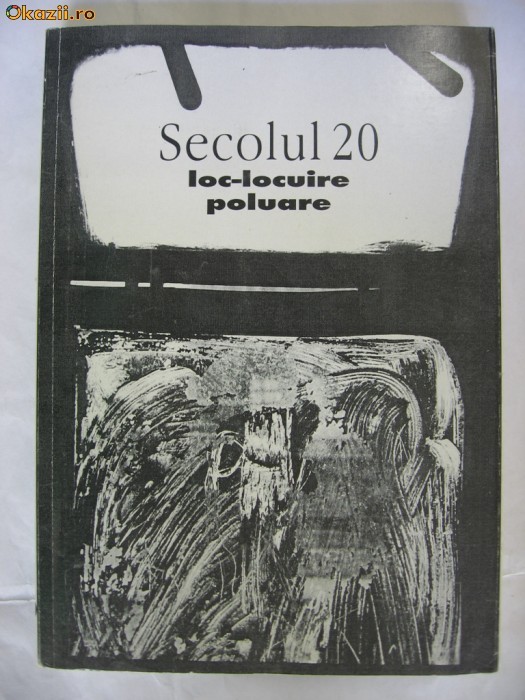 Okazii.ro
Secolul 20
loc-locuire
poluare